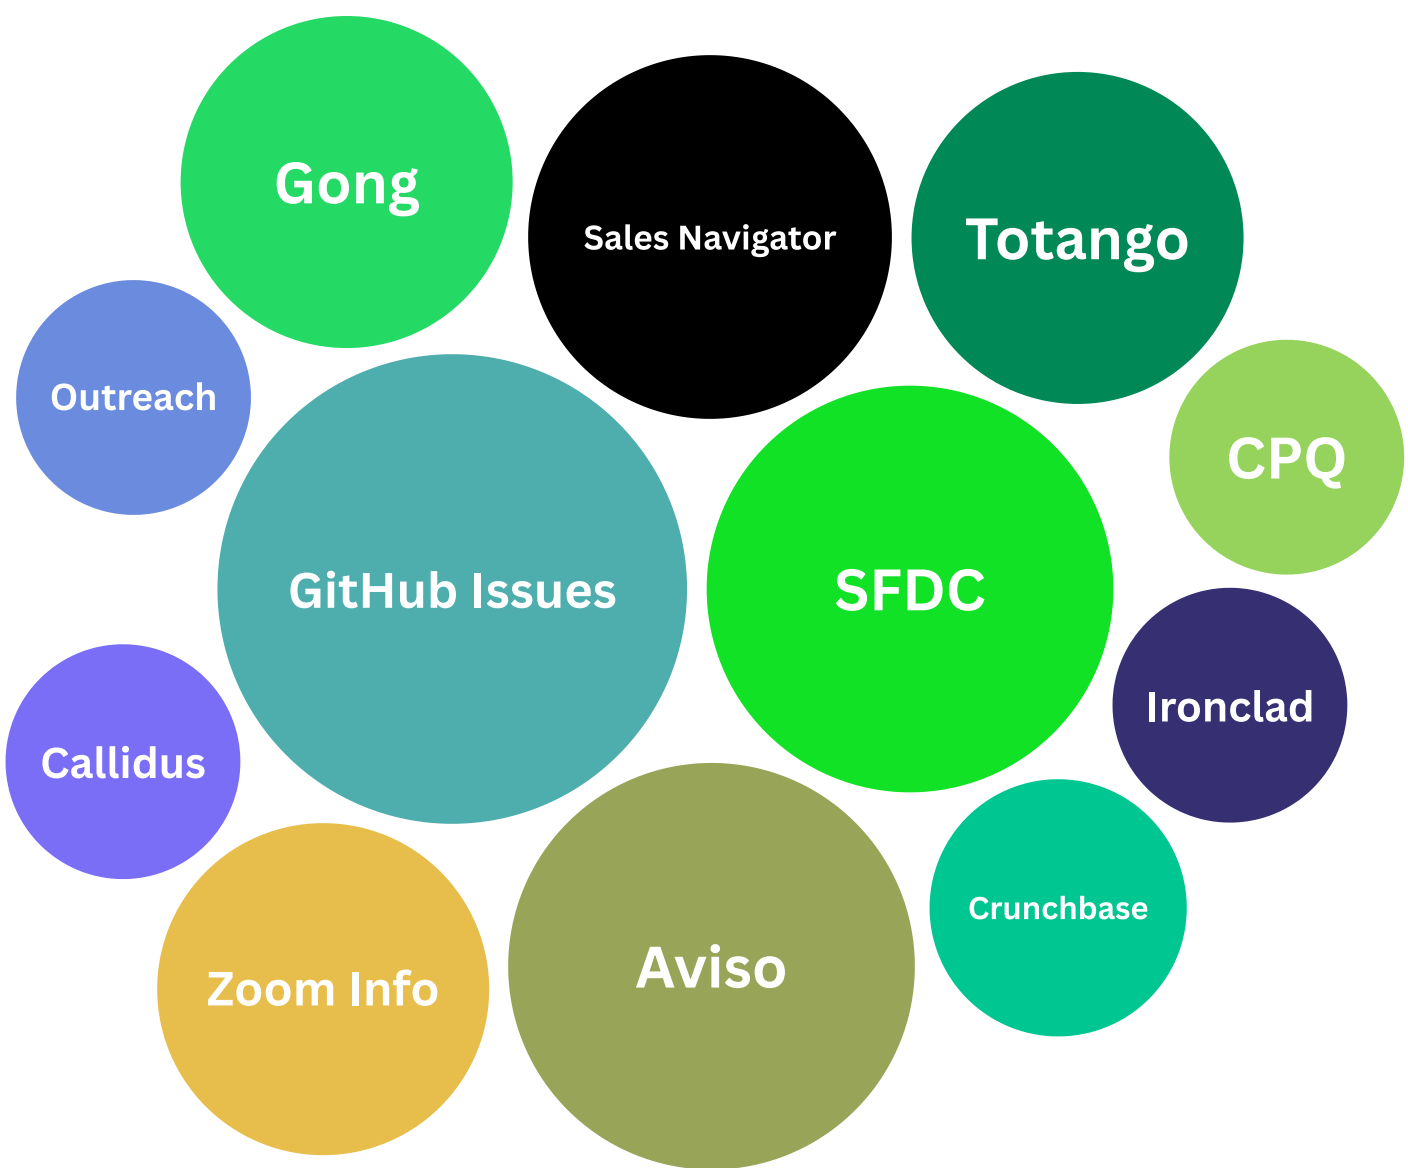 Gong
Sales Navigator
Totango
Outreach
CPQ
GitHub Issues
SFDC
Ironclad
Callidus
Crunchbase
Zoom Info
Aviso